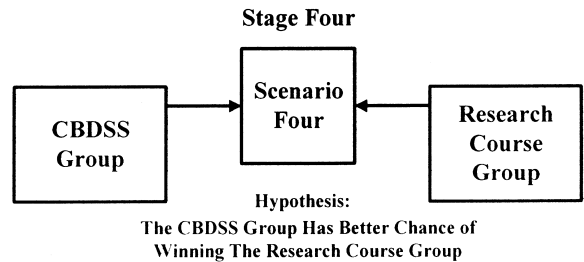 Stage Four
Scenario
Four
CBDSS
Group
Research
Course
Group
Hypothesis:
The CBDSS Group Has Better Chance of
Winning The Research Course Group